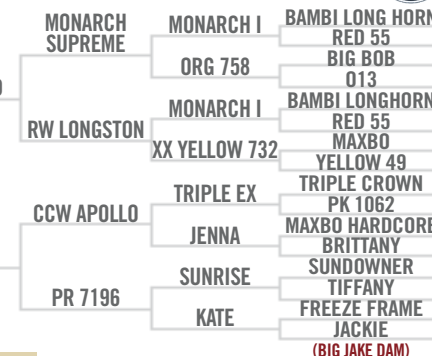 MONARCH
SUPREME
RW LONGSTON
CCW APOLLO
PR 7196
MONARCH I
ORG 758
MONARCH I
XX YELLOW 732
TRIPLE EX
JENNA
SUNRISE
KATE
BAMBI LONG HORN
RED 55
BIG BOB
013
BAMBI LONGHORN
RED 55
MAXBO
YELLOW 49
TRIPLE CROWN
PK 1062
MAXBO HARDCORE
BRITTANY
SUNDOWNER
TIFFANY
FREEZE FRAME
JACKIE
(BIG JAKE DAM)